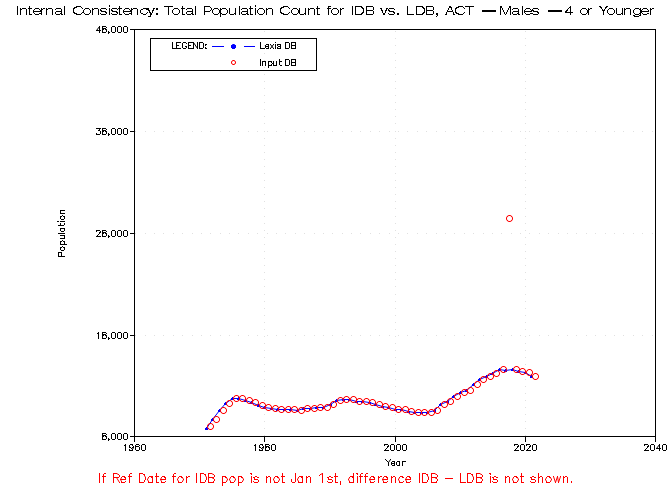 Internal Consistency: Total Population Count for IDB vs. LDB, ACT — Males — 4 or Younger
LEGEND: Lexis DB
Input DB
48,000
38,000
28,000
18,000
8,000
Population
1960 1980 2000 2020 2040
Year
If Ref Date for IDB pop is not Jan 1st, difference IDB – LDB is not shown.